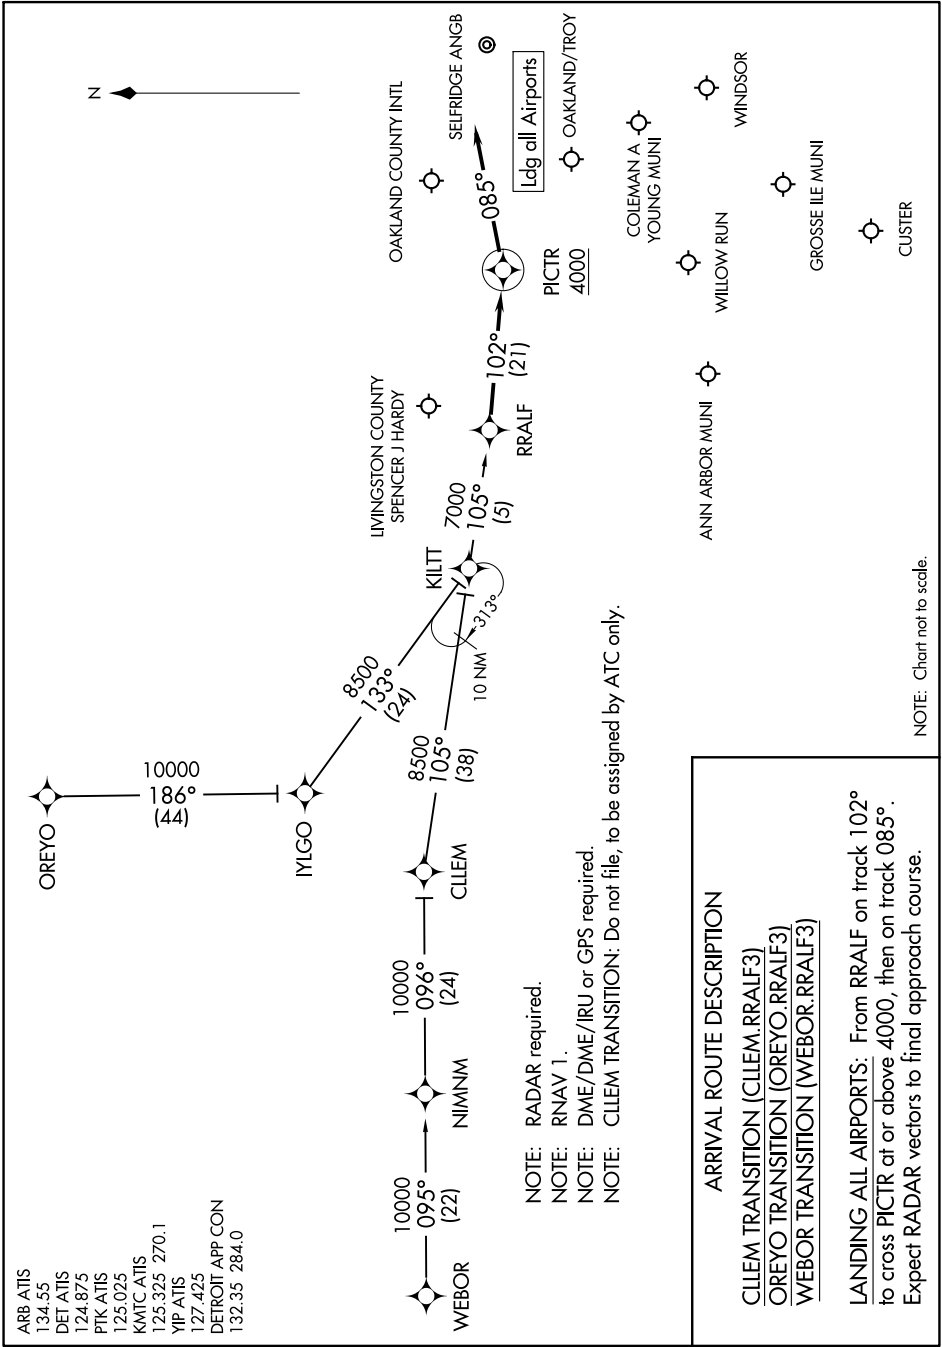 ARB ATIS
134.55
DET ATIS
124.875
PTK ATIS
125.025
KMTC ATIS
125.325 270.1
YIP ATIS
127.425
DETROIT APP CON
132.35 284.0
N
OREYO
10000
186°
(44)
IYLGO
8500
133°
(24)
WEBOR
10000
095°
(22)
NIMNM
10000
096°
(24)
CLLEM
8500
105°
(38)
10 NM
313°
KILTT
7000
105°
(5)
RRALF
102°
(21)
PICTR
4000
085°
Ldg all Airports
LIVINGSTON COUNTY
SPENCER J HARDY
OAKLAND COUNTY INTL
SELFRIDGE ANGB
OAKLAND/TROY
COLEMAN A
YOUNG MUNI
WINDSOR
WILLOW RUN
GROSSE ILE MUNI
CUSTER
ANN ARBOR MUNI
NOTE: RADAR required.
NOTE: RNAV 1.
NOTE: DME/DME/IRU or GPS required.
NOTE: CLLEM TRANSITION: Do not file, to be assigned by ATC only.
NOTE: Chart not to scale.
ARRIVAL ROUTE DESCRIPTION
CLLEM TRANSITION (CLLEM.RRALF3)
OREYO TRANSITION (OREYO.RRALF3)
WEBOR TRANSITION (WEBOR.RRALF3)
LANDING ALL AIRPORTS: From RRALF on track 102°
to cross PICTR at or above 4000, then on track 085°.
Expect RADAR vectors to final approach course.